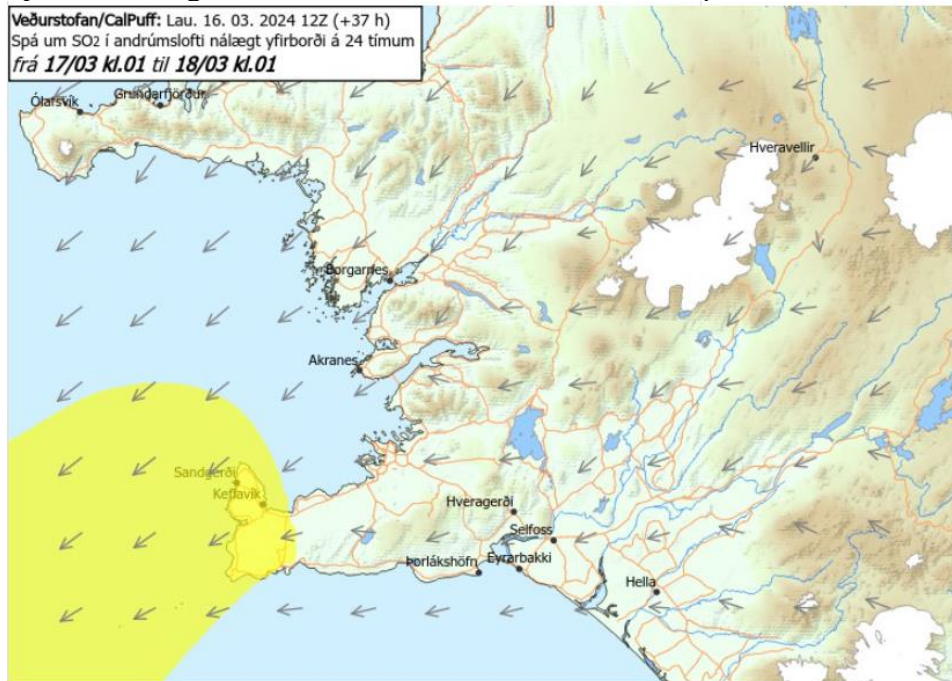 Veðurstofan/CalPuff: Lau. 16. 03. 2024 12Z (+37 h)
Spá um SO2 í andrúmslofti nálægt yfirborði á 24 tímum
frá 17/03 kl.01 til 18/03 kl.01
Ólarsvík
Grundarfjörður
Hveravellir
Borgarnes
Akranes
Sandgerði
Keflavík
Hveragerði
Selfoss
Þorlákshöfn
Eyrarbakki
Hella